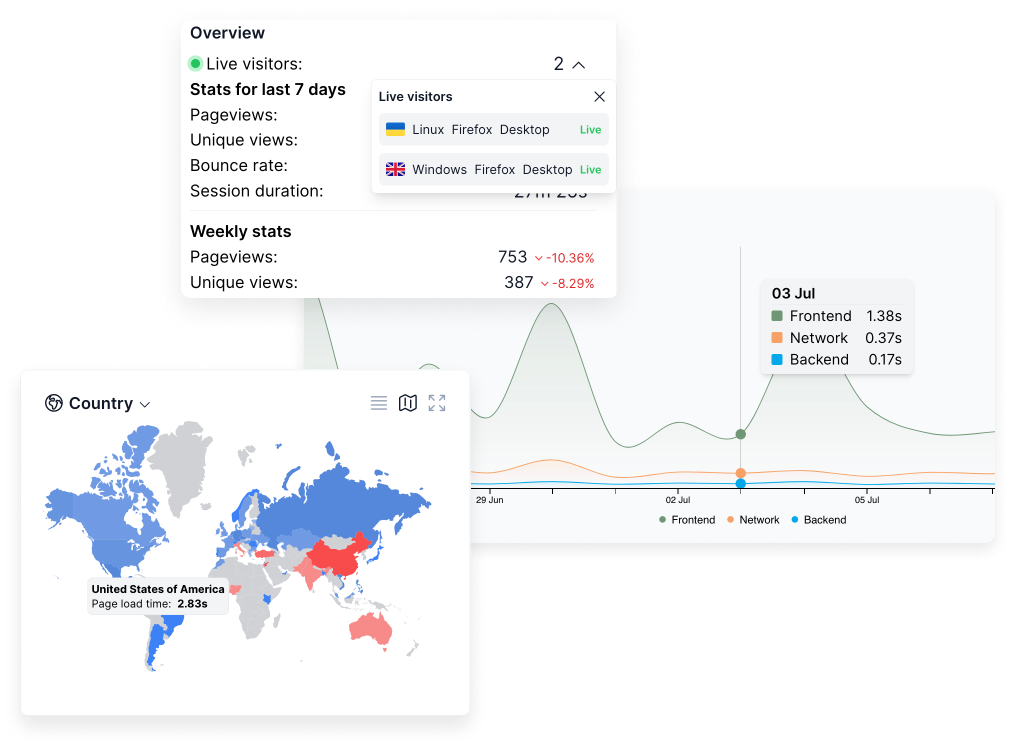 Overview
Live visitors: 2
Stats for last 7 days
Pageviews:
Unique views:
Bounce rate:
Session duration:
Live visitors
Linux Firefox Desktop Live
Windows Firefox Desktop Live
Weekly stats
Pageviews: 753 -10.36%
Unique views: 387 -8.29%
03 Jul
Frontend 1.38s
Network 0.37s
Backend 0.17s
29 Jun 02 Jul 05 Jul
Frontend Network Backend
Country
United States of America
Page load time: 2.83s